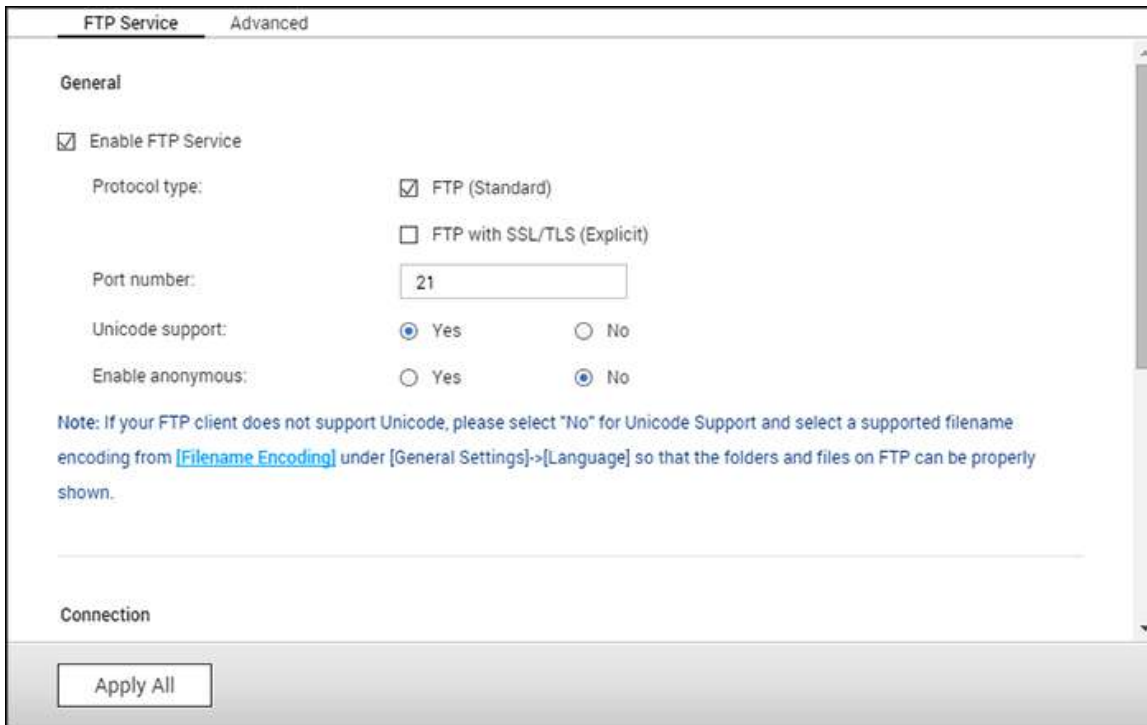 FTP Service Advanced
General
Enable FTP Service
Protocol type: FTP (Standard)
FTP with SSL/TLS (Explicit)
Port number: 21
Unicode support: Yes No
Enable anonymous: Yes No
Note: If your FTP client does not support Unicode, please select "No" for Unicode Support and select a supported filename
encoding from [Filename Encoding] under [General Settings]->[Language] so that the folders and files on FTP can be properly
shown.
Connection
Apply All